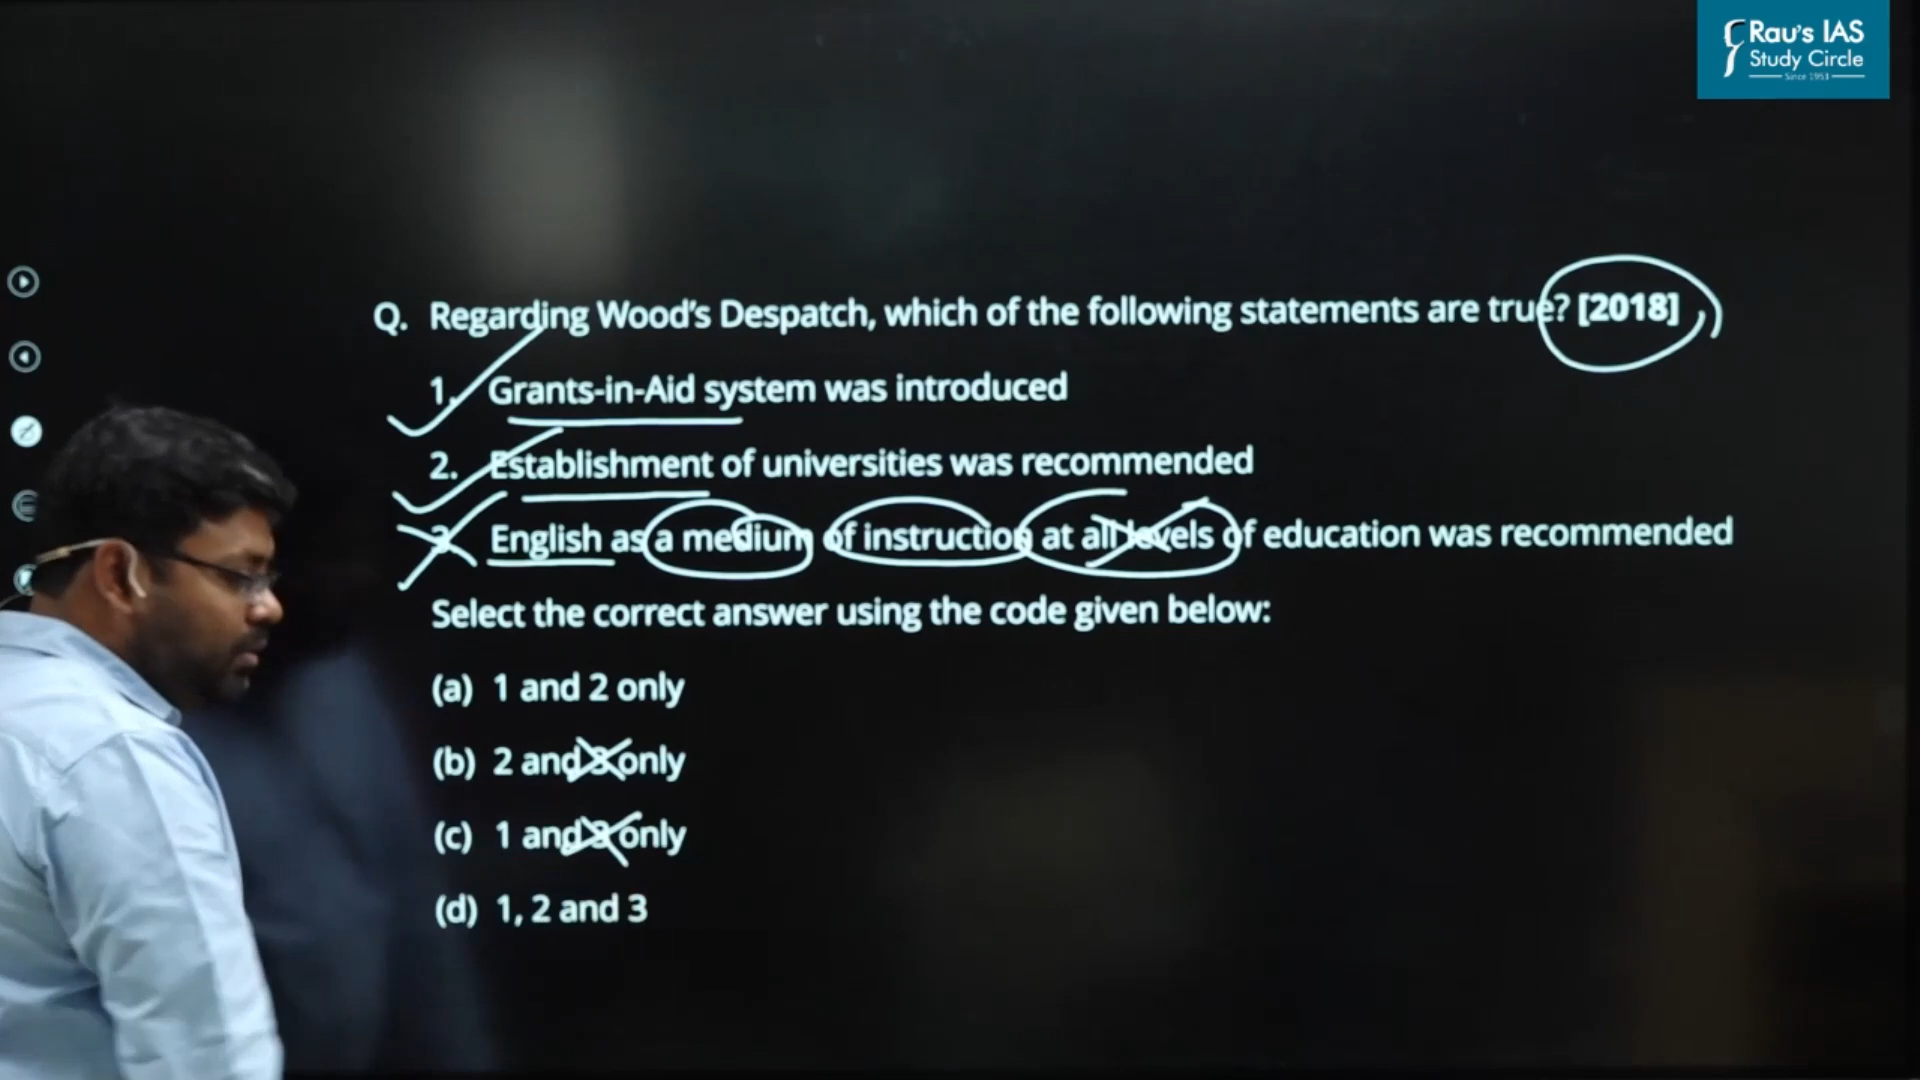 Rau's IAS
Study Circle
Since 1953
Q. Regarding Wood's Despatch, which of the following statements are true? [2018]
1. Grants-in-Aid system was introduced
2. Establishment of universities was recommended
3. English as a medium of instruction at all levels of education was recommended
Select the correct answer using the code given below:
(a) 1 and 2 only
(b) 2 and 3 only
(c) 1 and 3 only
(d) 1, 2 and 3